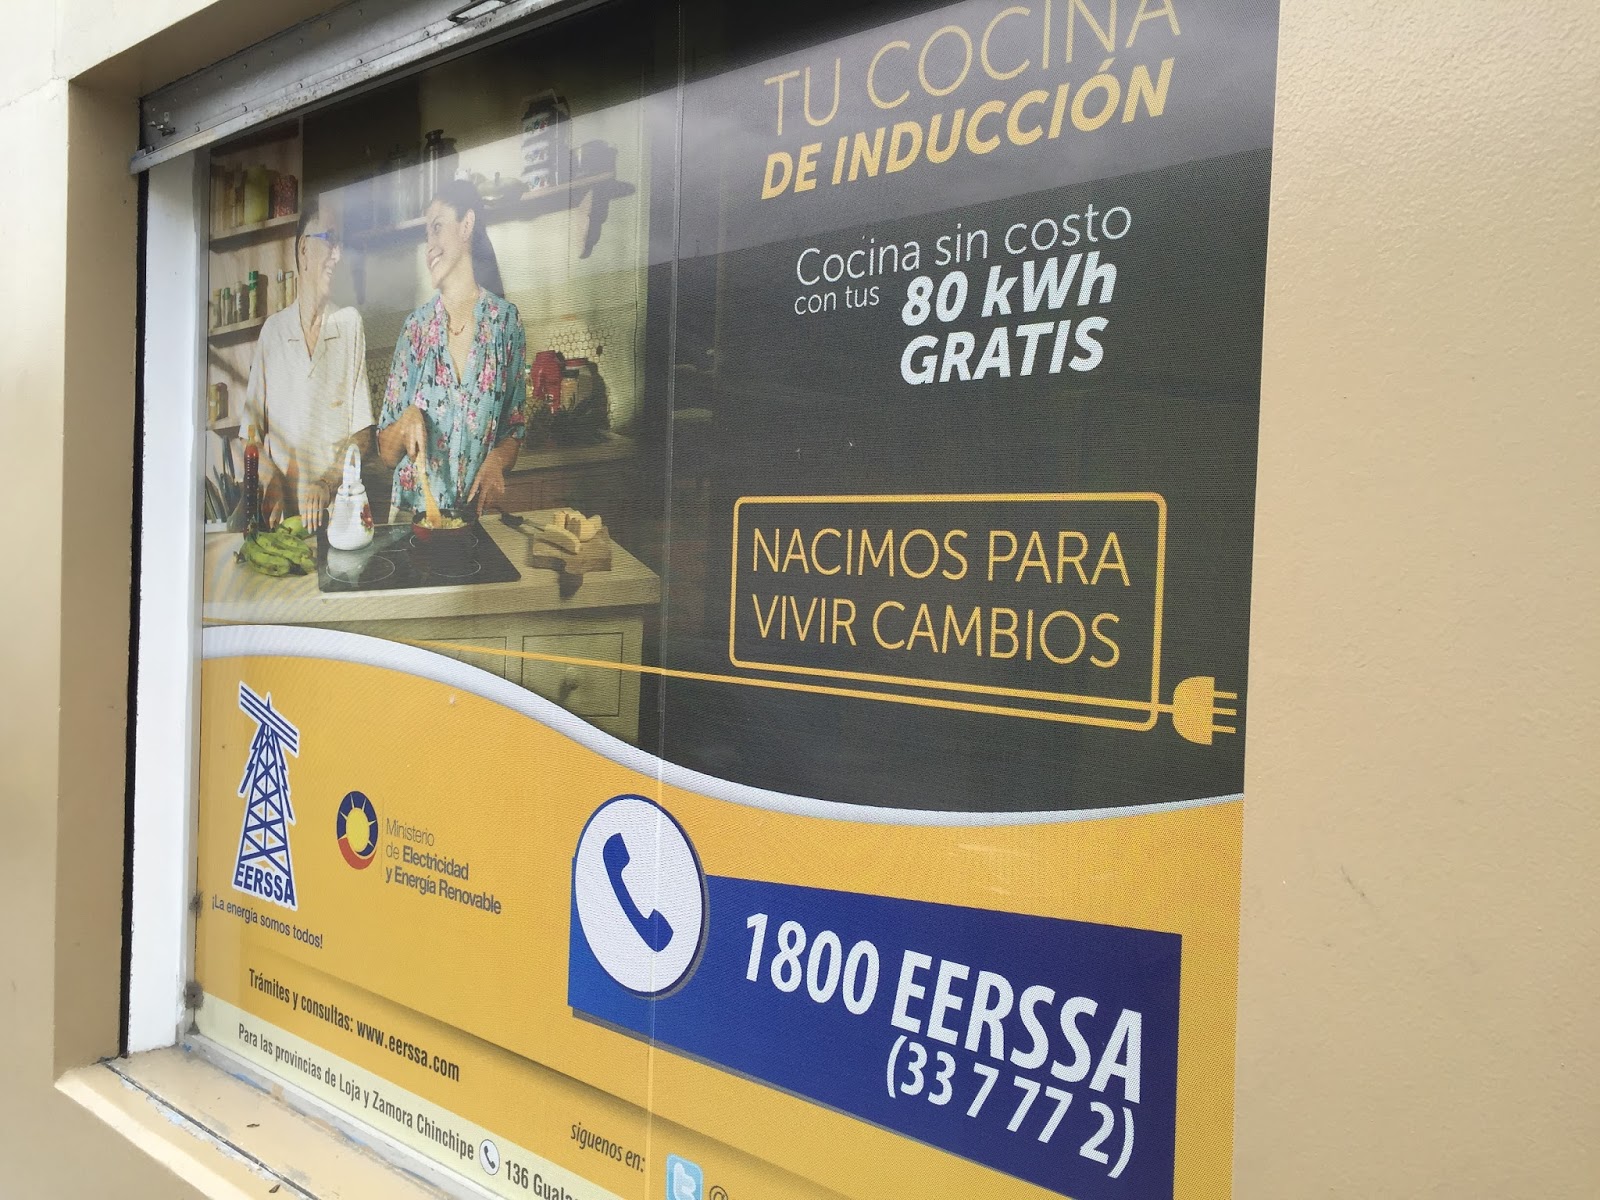 TU COCINA
DE INDUCCIÓN
Cocina sin costo
con tus 80 kWh
GRATIS
NACIMOS PARA
VIVIR CAMBIOS
EERSSA
¡La energía somos todos!
Ministerio
de Electricidad
y Energía Renovable
1800 EERSSA
(33 7 77 2)
Trámites y consultas: www.eerssa.com
Para las provincias de Loja y Zamora Chinchipe 136
siguenos en:
@